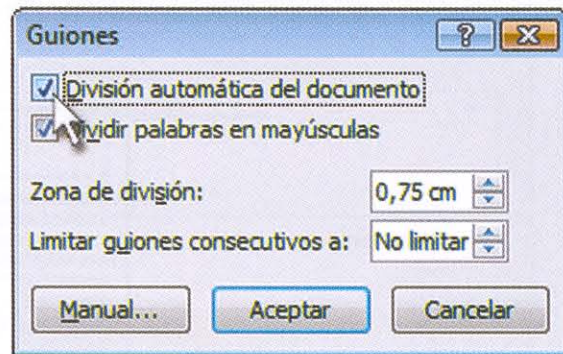 Guiones
División automática del documento
Dividir palabras en mayúsculas
Zona de división: 0,75 cm
Limitar guiones consecutivos a: No limitar
Manual... Aceptar Cancelar